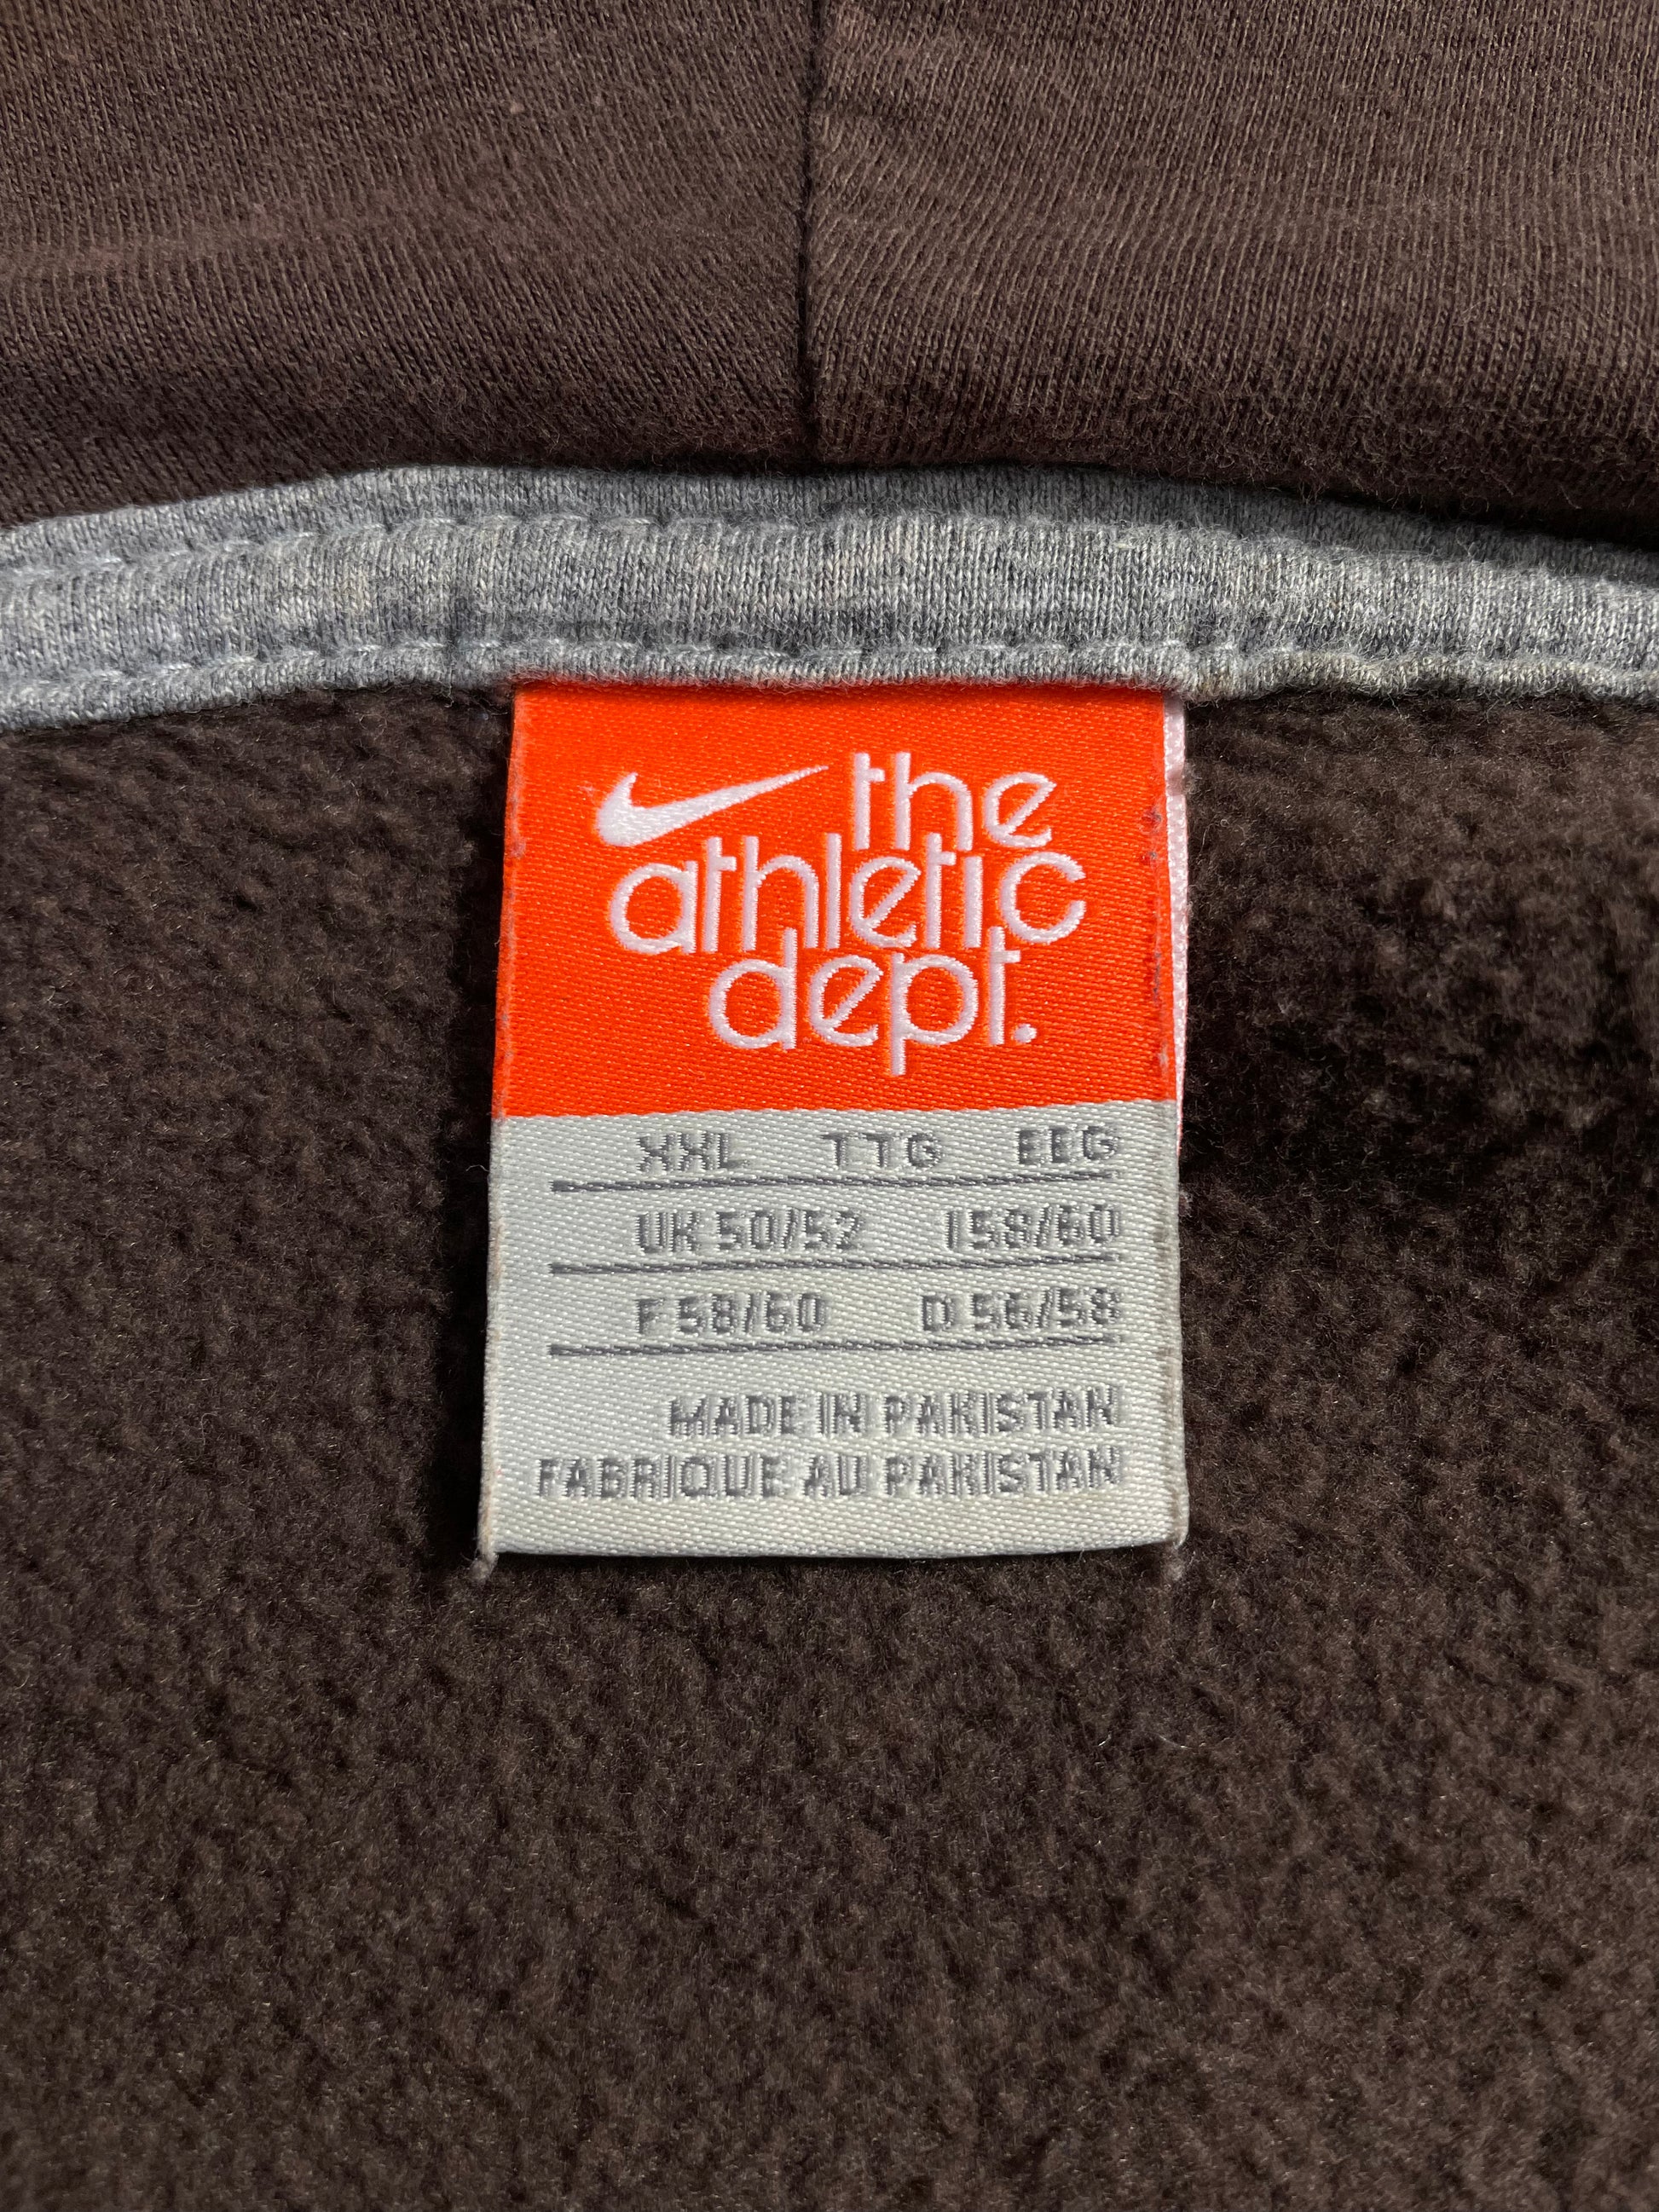 the
athletic
dept.
XXL TTG EEG
UK 50/52 I 58/60
F 58/60 D 56/58
MADE IN PAKISTAN
FABRIQUE AU PAKISTAN